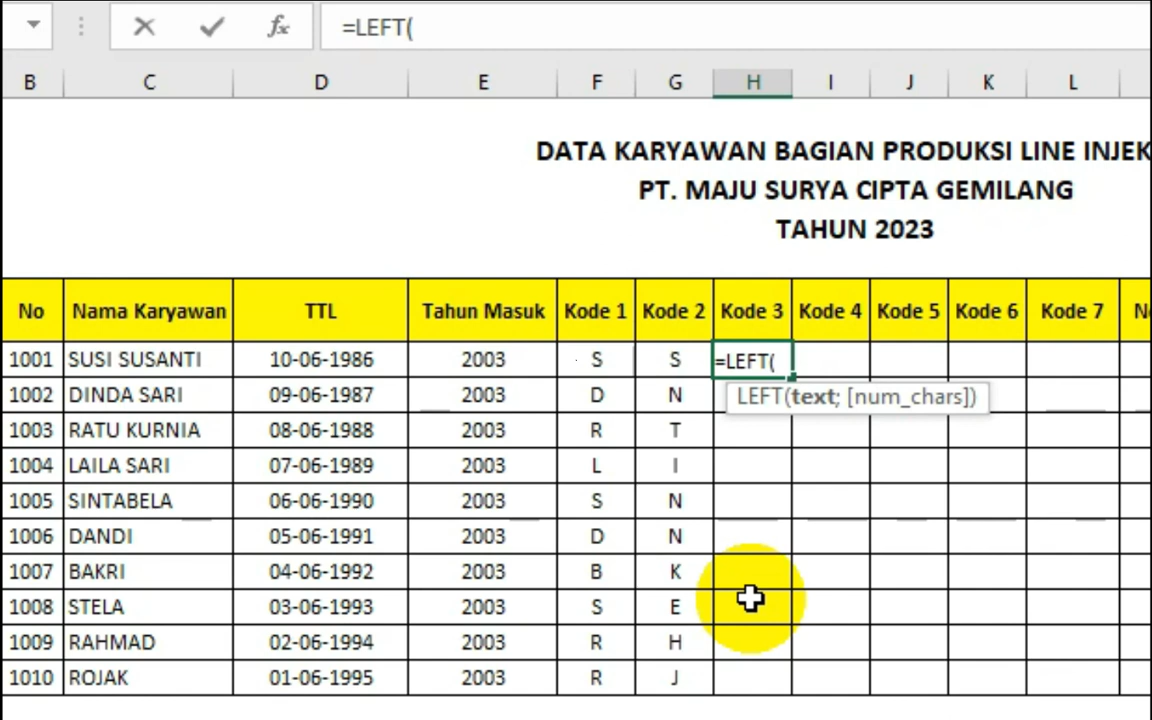 =LEFT(
B C D E F G H I J K L
DATA KARYAWAN BAGIAN PRODUKSI LINE INJEK
PT. MAJU SURYA CIPTA GEMILANG
TAHUN 2023
No Nama Karyawan TTL Tahun Masuk Kode 1 Kode 2 Kode 3 Kode 4 Kode 5 Kode 6 Kode 7
1001 SUSI SUSANTI 10-06-1986 2003 S S =LEFT(
1002 DINDA SARI 09-06-1987 2003 D N LEFT(text; [num_chars])
1003 RATU KURNIA 08-06-1988 2003 R T
1004 LAILA SARI 07-06-1989 2003 L I
1005 SINTABELA 06-06-1990 2003 S N
1006 DANDI 05-06-1991 2003 D N
1007 BAKRI 04-06-1992 2003 B K
1008 STELA 03-06-1993 2003 S E
1009 RAHMAD 02-06-1994 2003 R H
1010 ROJAK 01-06-1995 2003 R J